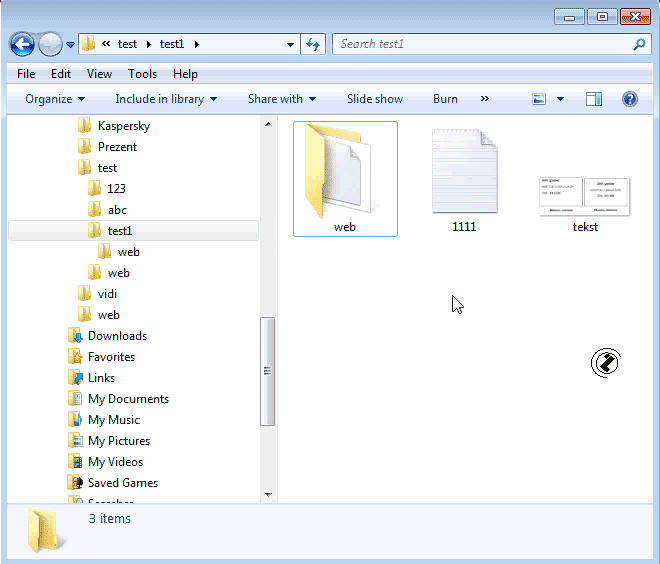 « test ▸ test1 ▸
Search test1
File Edit View Tools Help
Organize Include in library Share with Slide show Burn »
Kaspersky
Prezent
test
123
abc
test1
web
web
vidi
web
Downloads
Favorites
Links
My Documents
My Music
My Pictures
My Videos
Saved Games
Searches
web
1111
tekst
3 items